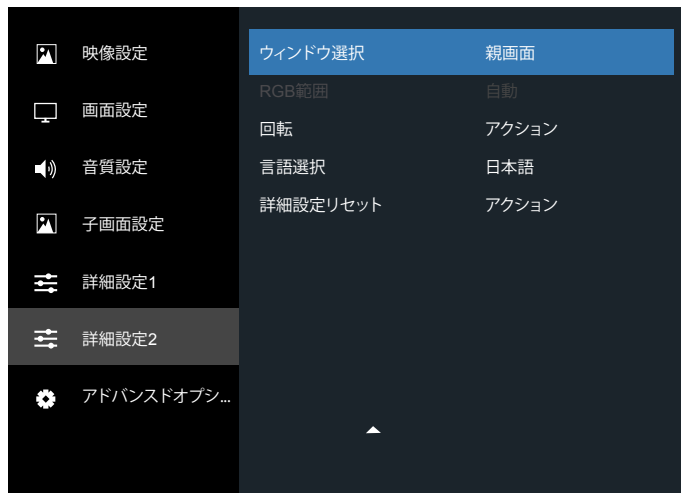 映像設定
画面設定
音質設定
子画面設定
詳細設定1
詳細設定2
アドバンスドオプシ...
ウィンドウ選択 親画面
RGB範囲 自動
回転 アクション
言語選択 日本語
詳細設定リセット アクション